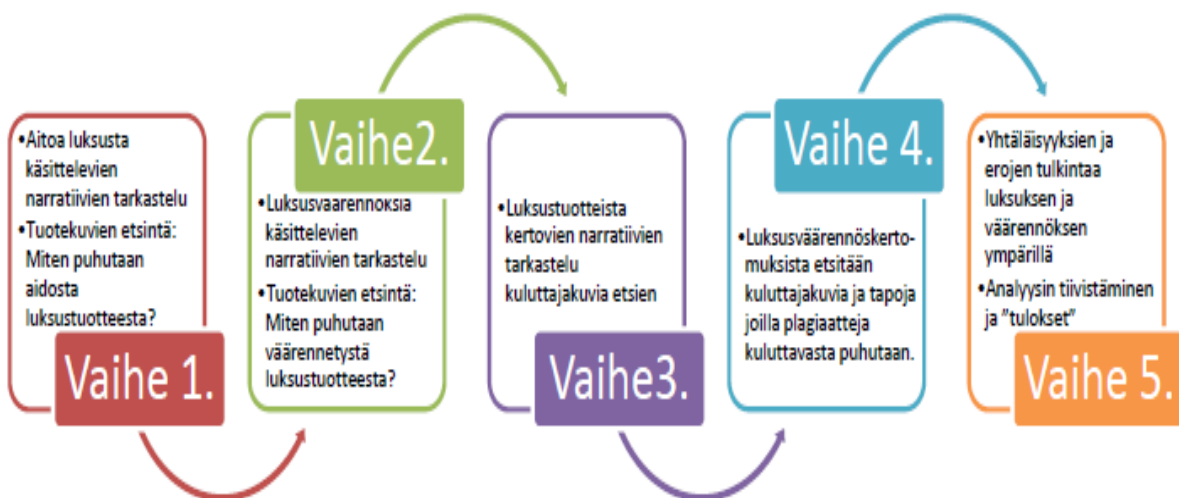 •Aitoa luksusta
käsittelevien
narratiivien tarkastelu
•Tuotekuvien etsintä:
Miten puhutaan
aidosta
luksustuotteesta?
Vaihe 1.
Vaihe2.
•Luksusväärennöksiä
käsittelevien
narratiivien tarkastelu
•Tuotekuvien etsintä:
Miten puhutaan
väärennetystä
luksustuotteesta?
•Luksustuotteista
kertovien narratiivien
tarkastelu
kuluttajakuvia etsien
Vaihe3.
Vaihe 4.
•Luksusväärennöskerto-
muksista etsitään
kuluttajakuvia ja tapoja
joilla plagiaatteja
kuluttavasta puhutaan.
•Yhtäläisyyksien ja
erojen tulkintaa
luksuksen ja
väärennöksen
ympärillä
•Analyysin tiivistäminen
ja "tulokset"
Vaihe 5.